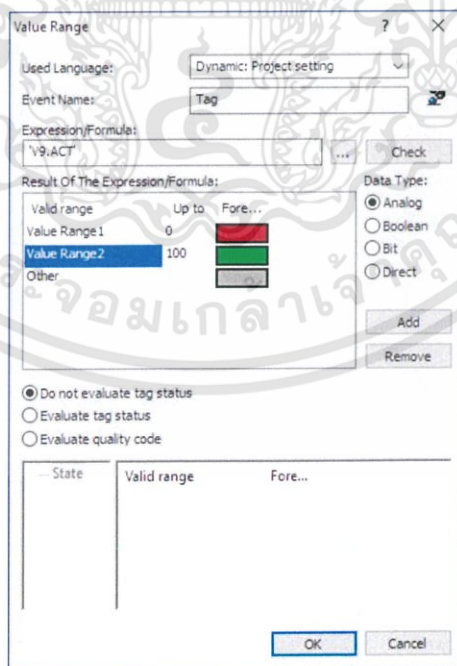 Value Range ? ×
Used Language: Dynamic: Project setting
Event Name: Tag
Expression/Formula:
'V9.ACT' ... Check
Result Of The Expression/Formula: Data Type:
Valid range Up to Fore... Analog
Value Range1 0 Boolean
Value Range2 100 Bit
Other Direct
Add
Remove
Do not evaluate tag status
Evaluate tag status
Evaluate quality code
State Valid range Fore...
OK Cancel